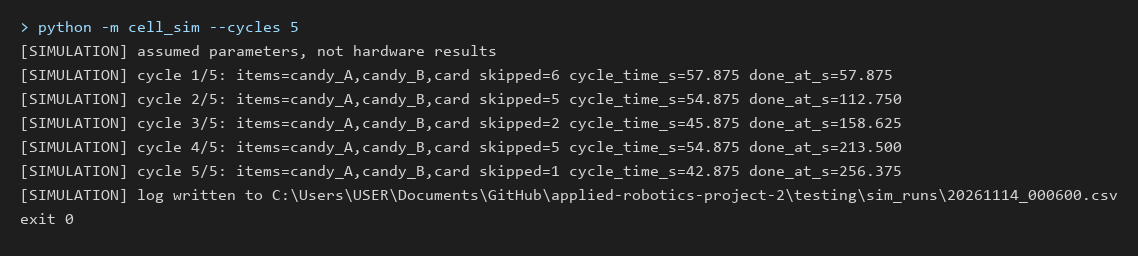 > python -m cell_sim --cycles 5
[SIMULATION] assumed parameters, not hardware results
[SIMULATION] cycle 1/5: items=candy_A,candy_B,card skipped=6 cycle_time_s=57.875 done_at_s=57.875
[SIMULATION] cycle 2/5: items=candy_A,candy_B,card skipped=5 cycle_time_s=54.875 done_at_s=112.750
[SIMULATION] cycle 3/5: items=candy_A,candy_B,card skipped=2 cycle_time_s=45.875 done_at_s=158.625
[SIMULATION] cycle 4/5: items=candy_A,candy_B,card skipped=5 cycle_time_s=54.875 done_at_s=213.500
[SIMULATION] cycle 5/5: items=candy_A,candy_B,card skipped=1 cycle_time_s=42.875 done_at_s=256.375
[SIMULATION] log written to C:\Users\USER\Documents\GitHub\applied-robotics-project-2\testing\sim_runs\20261114_000600.csv
exit 0